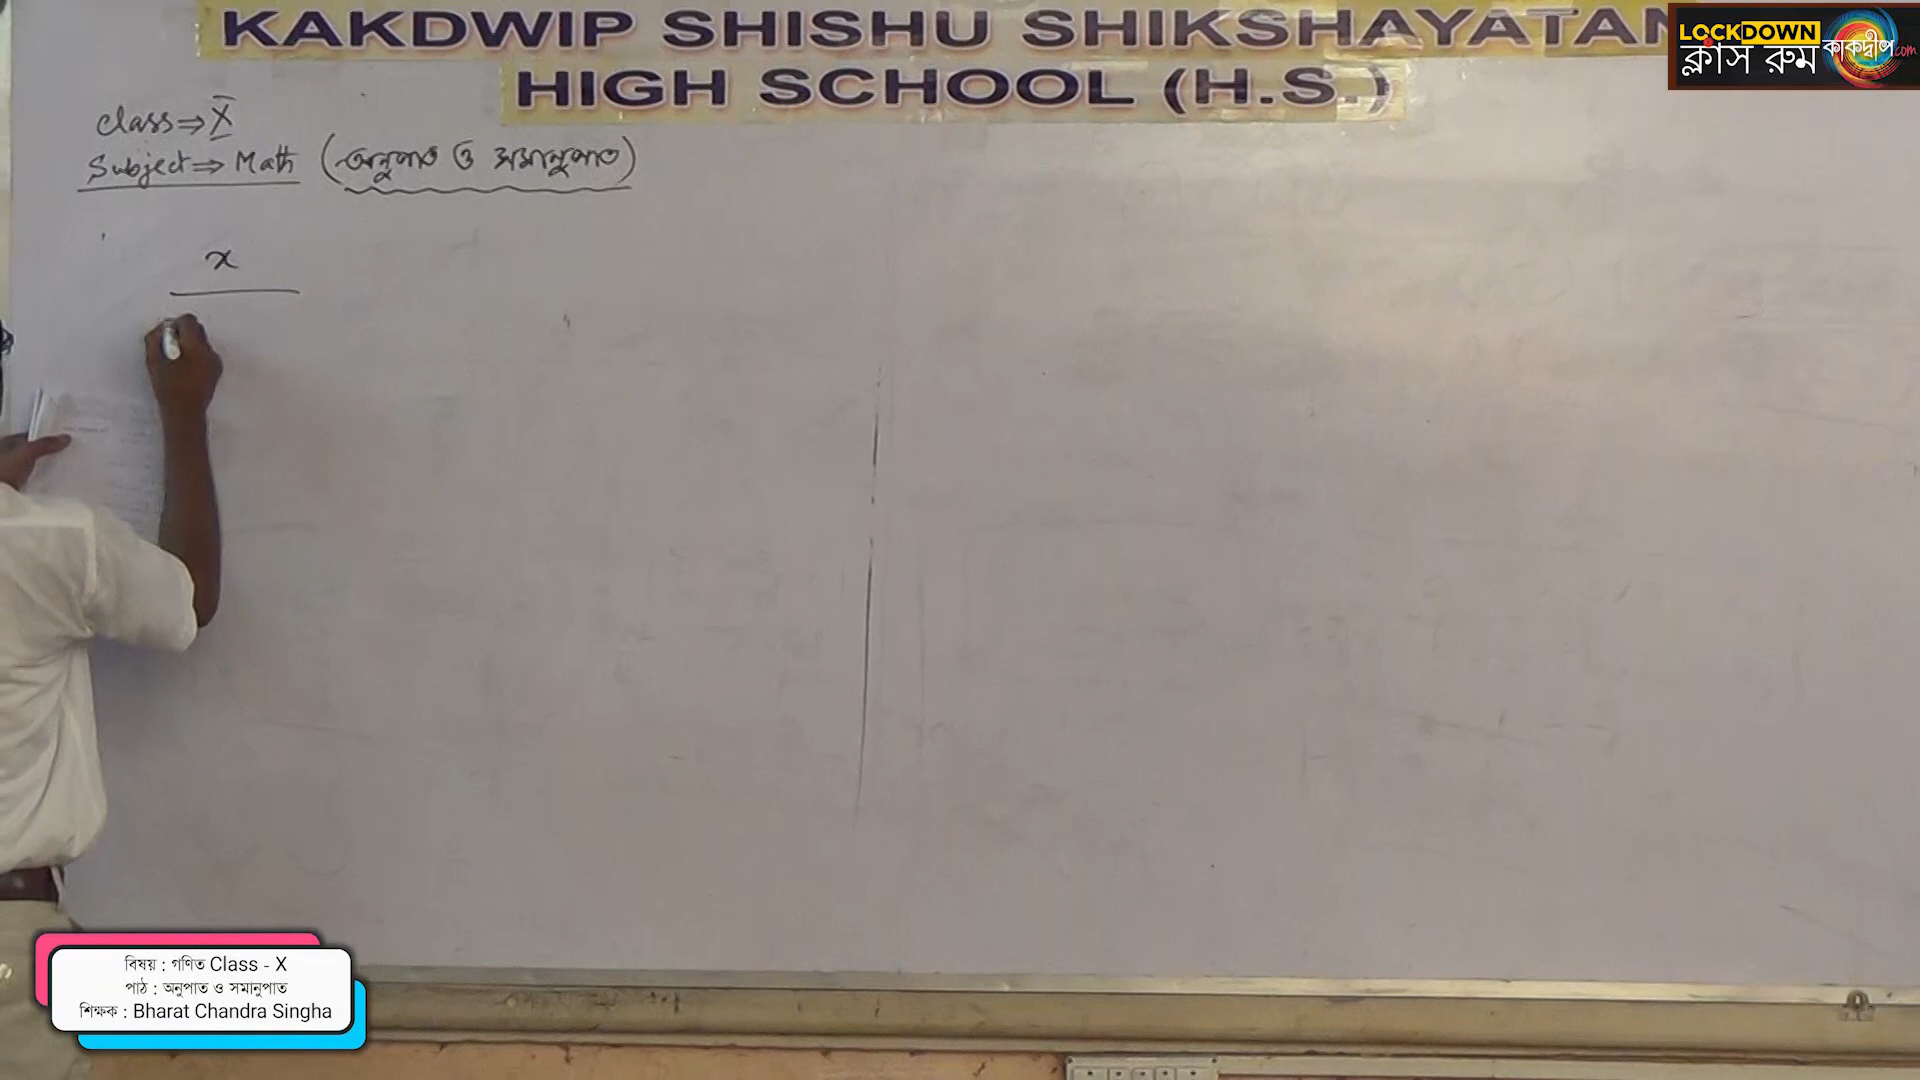 KAKDWIP SHISHU SHIKSHAYATAN
HIGH SCHOOL (H.S.)
LOCKDOWN
ক্লাস রুম
কাকদ্বীপ.com
Class ⇒ X
Subject ⇒ Math (অনুপাত ও সমানুপাত)
x
বিষয় : গণিত Class - X
পাঠ : অনুপাত ও সমানুপাত
শিক্ষক : Bharat Chandra Singha